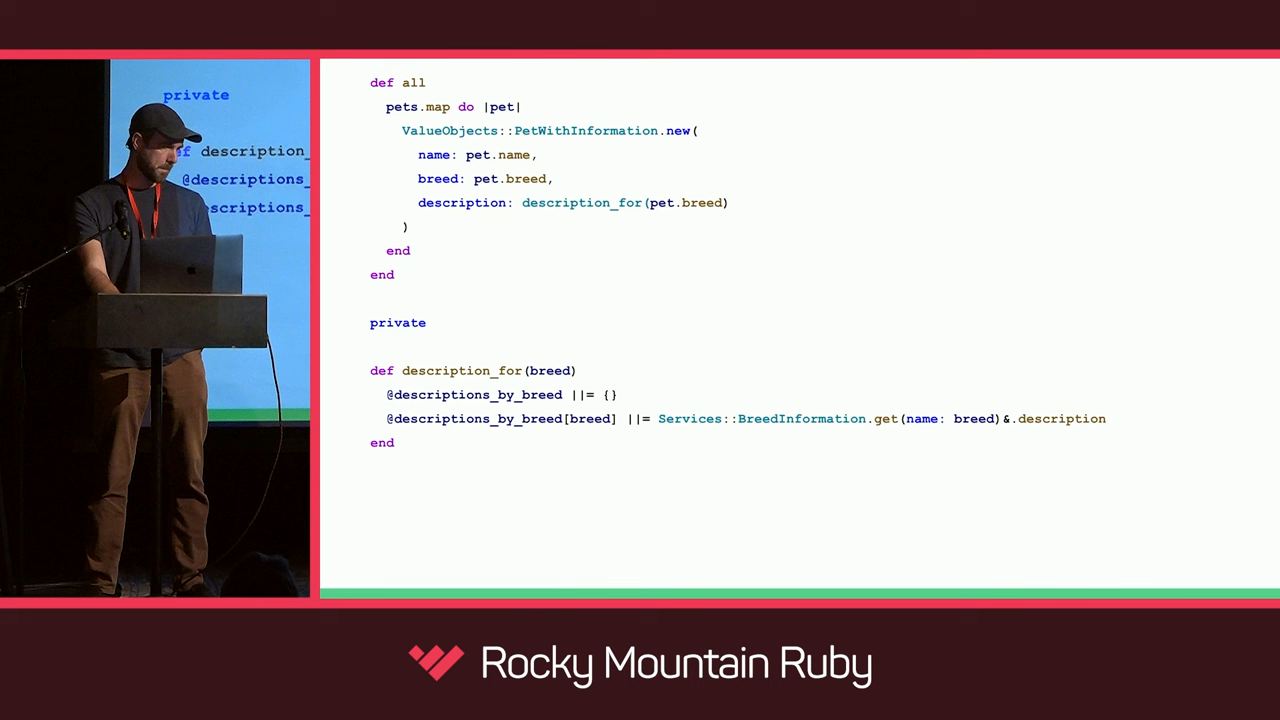 private
ef description_
@descriptions_
scriptions_
def all
  pets.map do |pet|
    ValueObjects::PetWithInformation.new(
      name: pet.name,
      breed: pet.breed,
      description: description_for(pet.breed)
    )
  end
end
private
def description_for(breed)
  @descriptions_by_breed ||= {}
  @descriptions_by_breed[breed] ||= Services::BreedInformation.get(name: breed)&.description
end
Rocky Mountain Ruby